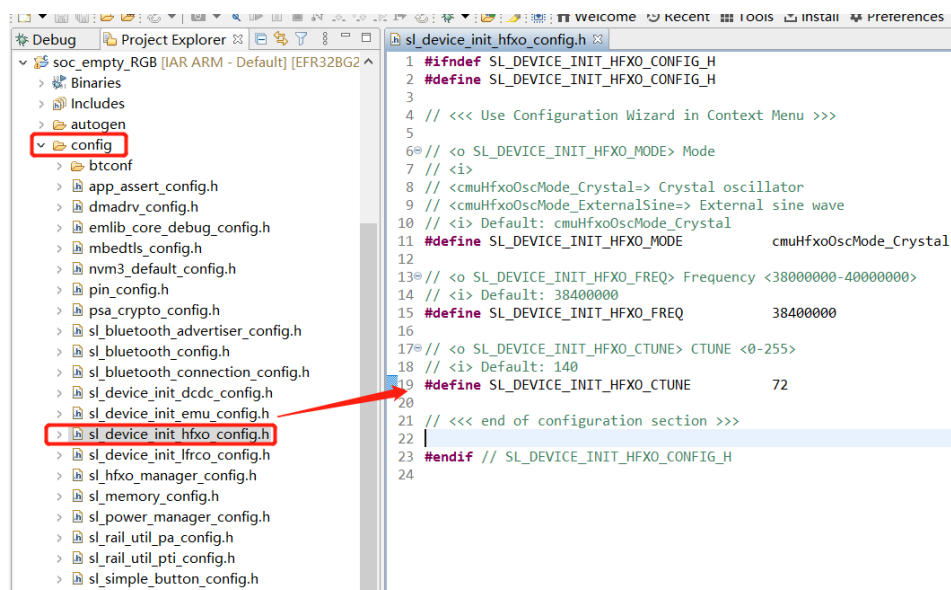 Welcome Recent Tools Install Preferences
Debug Project Explorer
soc_empty_RGB [IAR ARM - Default] [EFR32BG2
Binaries
Includes
autogen
config
btconf
app_assert_config.h
dmadrv_config.h
emlib_core_debug_config.h
mbedtls_config.h
nvm3_default_config.h
pin_config.h
psa_crypto_config.h
sl_bluetooth_advertiser_config.h
sl_bluetooth_config.h
sl_bluetooth_connection_config.h
sl_device_init_dcdc_config.h
sl_device_init_emu_config.h
sl_device_init_hfxo_config.h
sl_device_init_lfrco_config.h
sl_hfxo_manager_config.h
sl_memory_config.h
sl_power_manager_config.h
sl_rail_util_pa_config.h
sl_rail_util_pti_config.h
sl_simple_button_config.h
sl_device_init_hfxo_config.h
1 #ifndef SL_DEVICE_INIT_HFXO_CONFIG_H
2 #define SL_DEVICE_INIT_HFXO_CONFIG_H
3
4 // <<< Use Configuration Wizard in Context Menu >>>
5
6 // <o SL_DEVICE_INIT_HFXO_MODE> Mode
7 // <i>
8 // <cmuHfxoOscMode_Crystal=> Crystal oscillator
9 // <cmuHfxoOscMode_ExternalSine=> External sine wave
10 // <i> Default: cmuHfxoOscMode_Crystal
11 #define SL_DEVICE_INIT_HFXO_MODE cmuHfxoOscMode_Crystal
12
13 // <o SL_DEVICE_INIT_HFXO_FREQ> Frequency <38000000-40000000>
14 // <i> Default: 38400000
15 #define SL_DEVICE_INIT_HFXO_FREQ 38400000
16
17 // <o SL_DEVICE_INIT_HFXO_CTUNE> CTUNE <0-255>
18 // <i> Default: 140
19 #define SL_DEVICE_INIT_HFXO_CTUNE 72
20
21 // <<< end of configuration section >>>
22
23 #endif // SL_DEVICE_INIT_HFXO_CONFIG_H
24